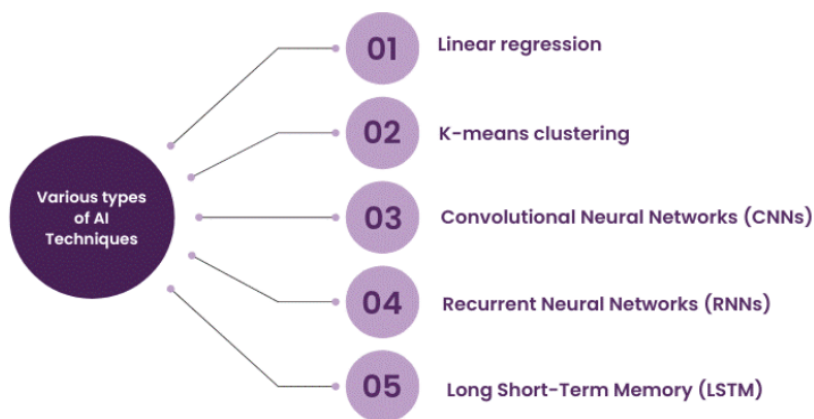 Various types
of AI
Techniques
01
Linear regression
02
K-means clustering
03
Convolutional Neural Networks (CNNs)
04
Recurrent Neural Networks (RNNs)
05
Long Short-Term Memory (LSTM)